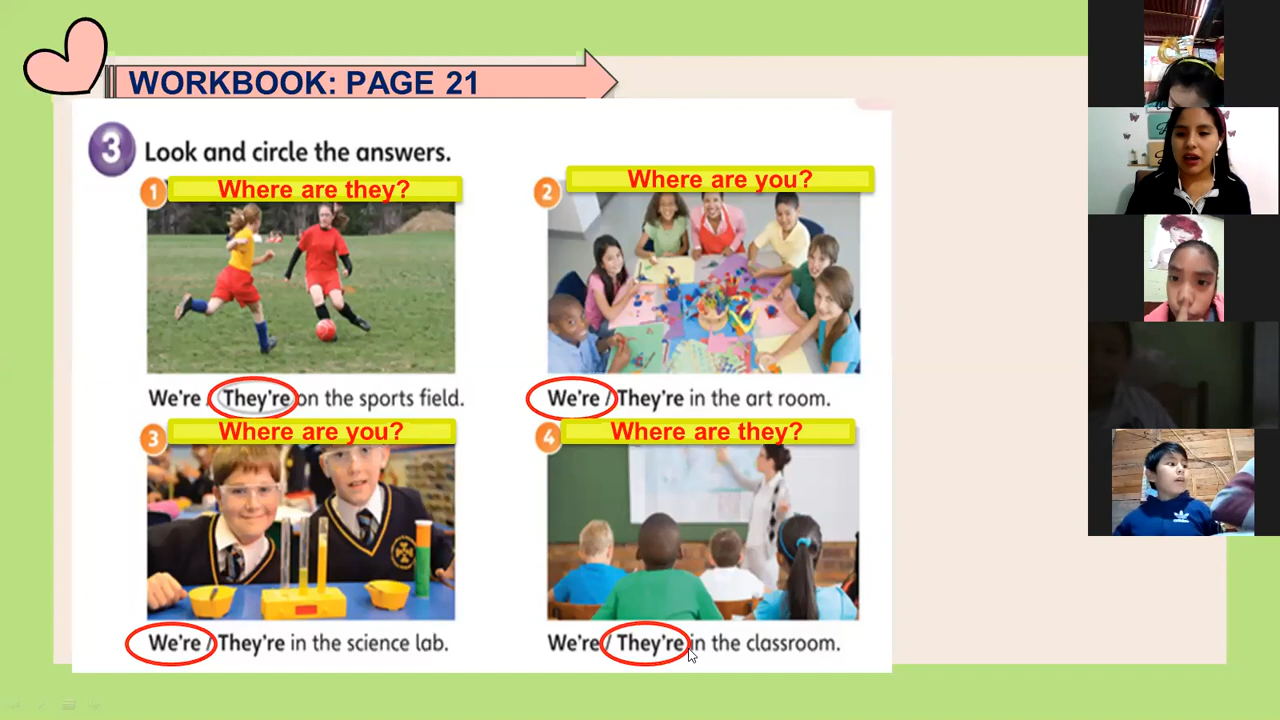 WORKBOOK: PAGE 21
3 Look and circle the answers.
1 Where are they?
We're / They're on the sports field.
2 Where are you?
We're / They're in the art room.
3 Where are you?
We're / They're in the science lab.
4 Where are they?
We're / They're in the classroom.